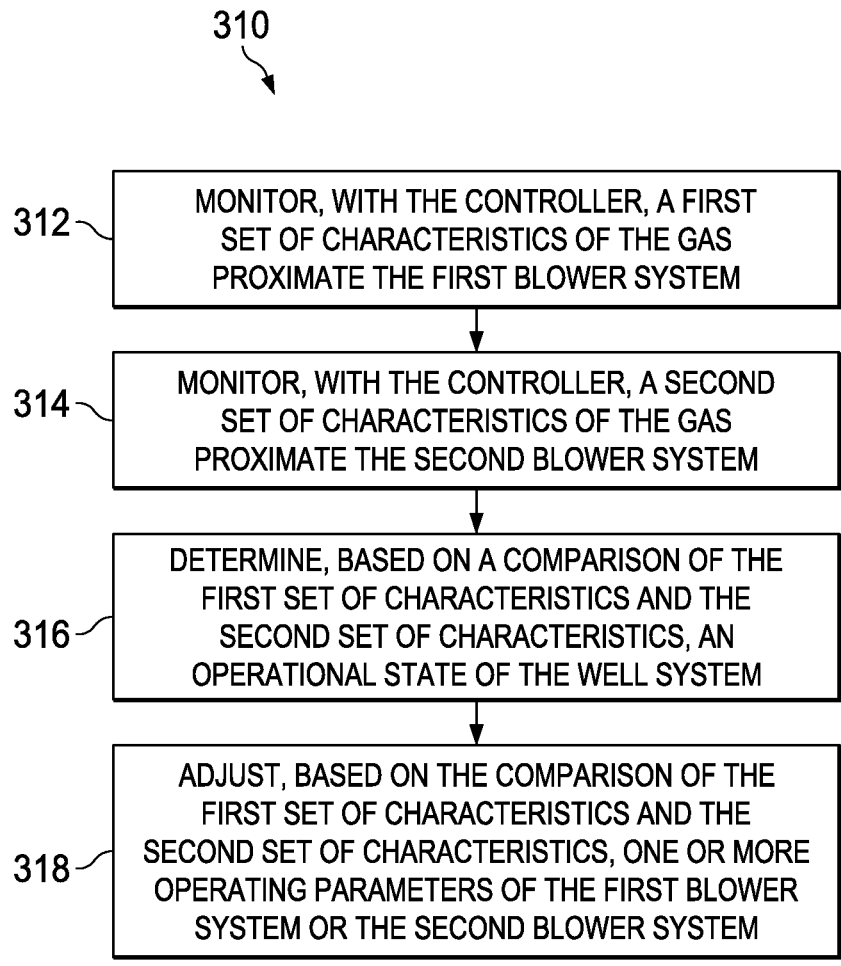 310
312
MONITOR, WITH THE CONTROLLER, A FIRST
SET OF CHARACTERISTICS OF THE GAS
PROXIMATE THE FIRST BLOWER SYSTEM
314
MONITOR, WITH THE CONTROLLER, A SECOND
SET OF CHARACTERISTICS OF THE GAS
PROXIMATE THE SECOND BLOWER SYSTEM
316
DETERMINE, BASED ON A COMPARISON OF THE
FIRST SET OF CHARACTERISTICS AND THE
SECOND SET OF CHARACTERISTICS, AN
OPERATIONAL STATE OF THE WELL SYSTEM
318
ADJUST, BASED ON THE COMPARISON OF THE
FIRST SET OF CHARACTERISTICS AND THE
SECOND SET OF CHARACTERISTICS, ONE OR MORE
OPERATING PARAMETERS OF THE FIRST BLOWER
SYSTEM OR THE SECOND BLOWER SYSTEM